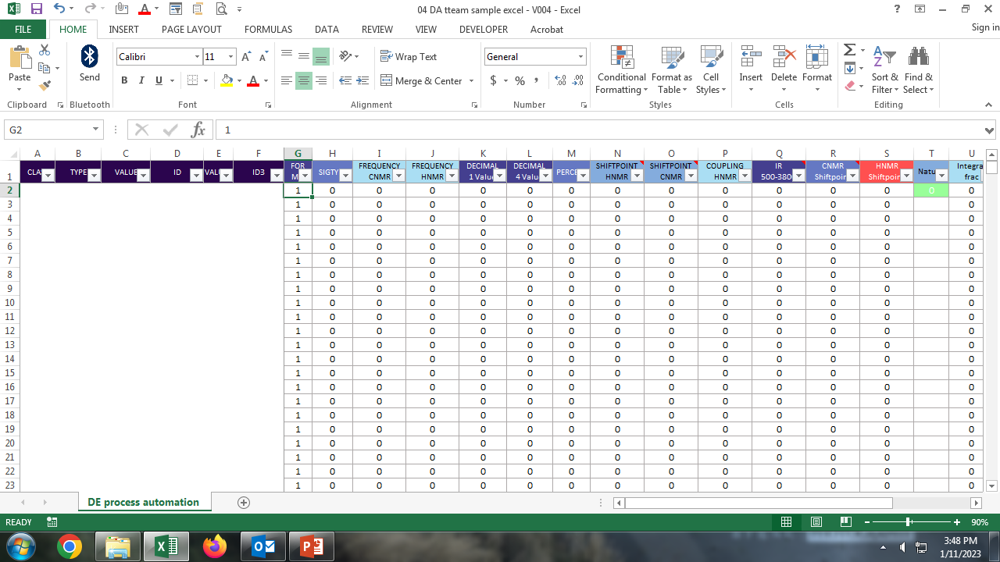 04 DA tteam sample excel - V004 - Excel
FILE HOME INSERT PAGE LAYOUT FORMULAS DATA REVIEW VIEW DEVELOPER Acrobat Sign in
Calibri 11 Wrap Text General
Paste Send Merge & Center Conditional Formatting Format as Table Cell Styles Insert Delete Format Sort & Filter Find & Select
Clipboard Bluetooth Font Alignment Number Styles Cells Editing
G2 1
A B C D E F G H I J K L M N O P Q R S T U
1 CLA TYPE VALUE ID VAL ID3 FOR M SIGTY FREQUENCY CNMR FREQUENCY HNMR DECIMAL 1 Valu DECIMAL 4 Valu PERCE SHIFTPOINT HNMR SHIFTPOINT CNMR COUPLING HNMR IR 500-380 CNMR Shiftpoir HNMR Shiftpoir Natu Integra frac
2 1 0 0 0 0 0 0 0 0 0 0 0 0 0 0
3 1 0 0 0 0 0 0 0 0 0 0 0 0 0
4 1 0 0 0 0 0 0 0 0 0 0 0 0 0
5 1 0 0 0 0 0 0 0 0 0 0 0 0 0
6 1 0 0 0 0 0 0 0 0 0 0 0 0 0
7 1 0 0 0 0 0 0 0 0 0 0 0 0 0
8 1 0 0 0 0 0 0 0 0 0 0 0 0 0
9 1 0 0 0 0 0 0 0 0 0 0 0 0 0
10 1 0 0 0 0 0 0 0 0 0 0 0 0 0
11 1 0 0 0 0 0 0 0 0 0 0 0 0 0
12 1 0 0 0 0 0 0 0 0 0 0 0 0 0
13 1 0 0 0 0 0 0 0 0 0 0 0 0 0
14 1 0 0 0 0 0 0 0 0 0 0 0 0 0
15 1 0 0 0 0 0 0 0 0 0 0 0 0 0
16 1 0 0 0 0 0 0 0 0 0 0 0 0 0
17 1 0 0 0 0 0 0 0 0 0 0 0 0 0
18 1 0 0 0 0 0 0 0 0 0 0 0 0 0
19 1 0 0 0 0 0 0 0 0 0 0 0 0 0
20 1 0 0 0 0 0 0 0 0 0 0 0 0 0
21 1 0 0 0 0 0 0 0 0 0 0 0 0 0
22 1 0 0 0 0 0 0 0 0 0 0 0 0 0
23 1 0 0 0 0 0 0 0 0 0 0 0 0 0
DE process automation
READY 90%
3:48 PM
1/11/2023